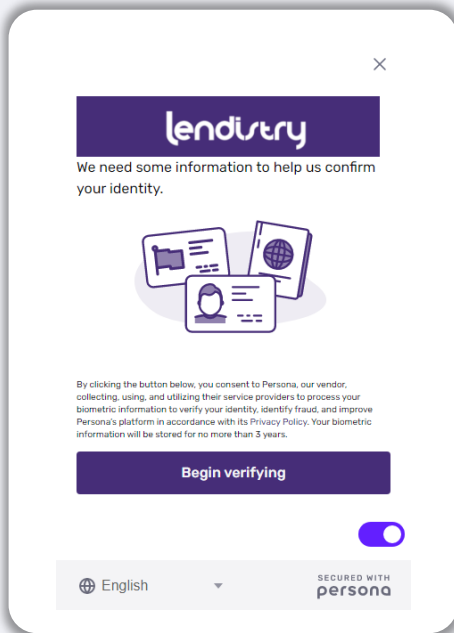 lendistry
We need some information to help us confirm
your identity.
By clicking the button below, you consent to Persona, our vendor,
collecting, using, and utilizing their service providers to process your
biometric information to verify your identity, identify fraud, and improve
Persona's platform in accordance with its Privacy Policy. Your biometric
information will be stored for no more than 3 years.
Begin verifying
English
SECURED WITH
persona